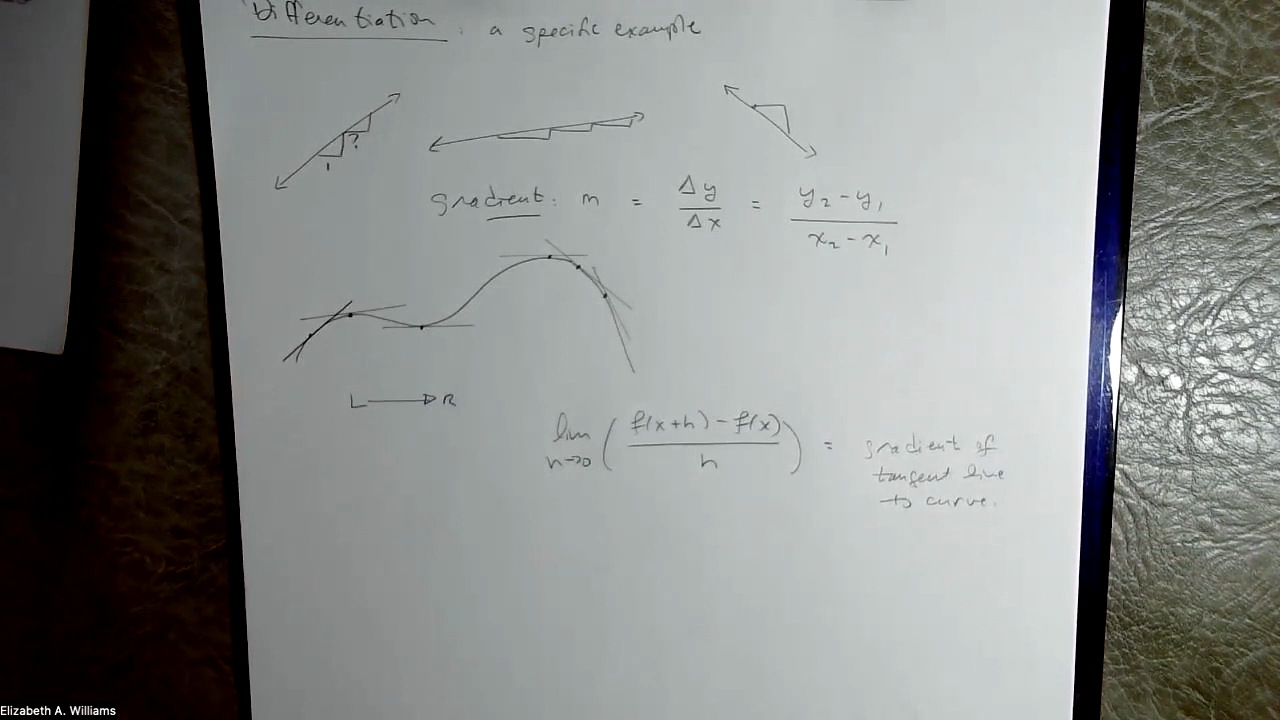 Differentiation : a specific example
1 ?
gradient: m = Δy / Δx = y₂ - y₁ / x₂ - x₁
L → R
lim h→0 ( f(x+h) - f(x) / h ) = gradient of
tangent line
to curve.
Elizabeth A. Williams